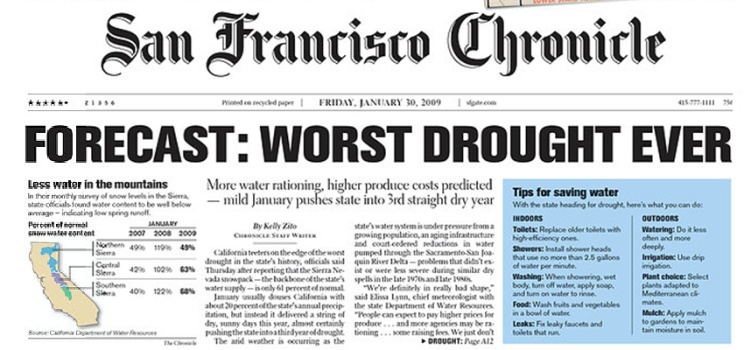 LOWER
San Francisco Chronicle
★★★★★• 21356
Printed on recycled paper | FRIDAY, JANUARY 30, 2009 | sfgate.com
415-777-1111 75¢
FORECAST: WORST DROUGHT EVER
Less water in the mountains
In their monthly survey of snow levels in the Sierra,
state officials found water content to be well below
average – indicating low spring runoff.
Percent of normal
snow water content
JANUARY
2007 2008 2009
Northern
Sierra 49% 119% 49%
Central
Sierra 42% 102% 63%
Southern
Sierra 40% 122% 68%
Source: California Department of Water Resources
The Chronicle
More water rationing, higher produce costs predicted
— mild January pushes state into 3rd straight dry year
By Kelly Zito
CHRONICLE STAFF WRITER
California teeters on the edge of the worst
drought in the state's history, officials said
Thursday after reporting that the Sierra Ne-
vada snowpack — the backbone of the state's
water supply — is only 61 percent of normal.
January usually douses California with
about 20 percent of the state's annual precipi-
tation, but instead it delivered a string of
dry, sunny days this year, almost certainly
pushing the state into a third year of drought.
The arid weather is occurring as the
state's water system is under pressure from a
growing population, an aging infrastructure
and court-ordered reductions in water
pumped through the Sacramento-San Joa-
quin River Delta — problems that didn't ex-
ist or were less severe during similar dry
spells in the late 1970s and late 1980s.
"We're definitely in really bad shape,"
said Elissa Lynn, chief meteorologist with
the state Department of Water Resources.
"People can expect to pay higher prices for
produce . . . and more agencies may be ra-
tioning . . . some raising fees. We just don't
▶ DROUGHT: Page A12
Tips for saving water
With the state heading for drought, here's what you can do:
INDOORS
Toilets: Replace older toilets with
high-efficiency ones.
Showers: Install shower heads
that use no more than 2.5 gallons
of water per minute.
Washing: When showering, wet
body, turn off water, apply soap,
and turn on water to rinse.
Food: Wash fruits and vegetables
in a bowl of water.
Leaks: Fix leaky faucets and
toilets that run.
OUTDOORS
Watering: Do it less
often and more
deeply.
Irrigation: Use drip
irrigation.
Plant choice: Select
plants adapted to
Mediterranean cli-
mates.
Mulch: Apply mulch
to gardens to main-
tain moisture in soil.